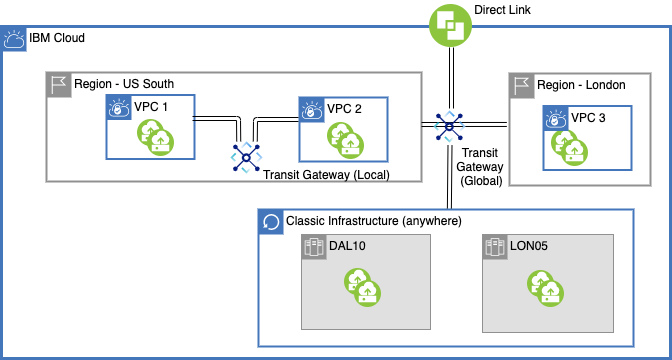 Direct Link
IBM Cloud
Region - US South
VPC 1
VPC 2
Transit Gateway (Local)
Transit
Gateway
(Global)
Region - London
VPC 3
Classic Infrastructure (anywhere)
DAL10
LON05